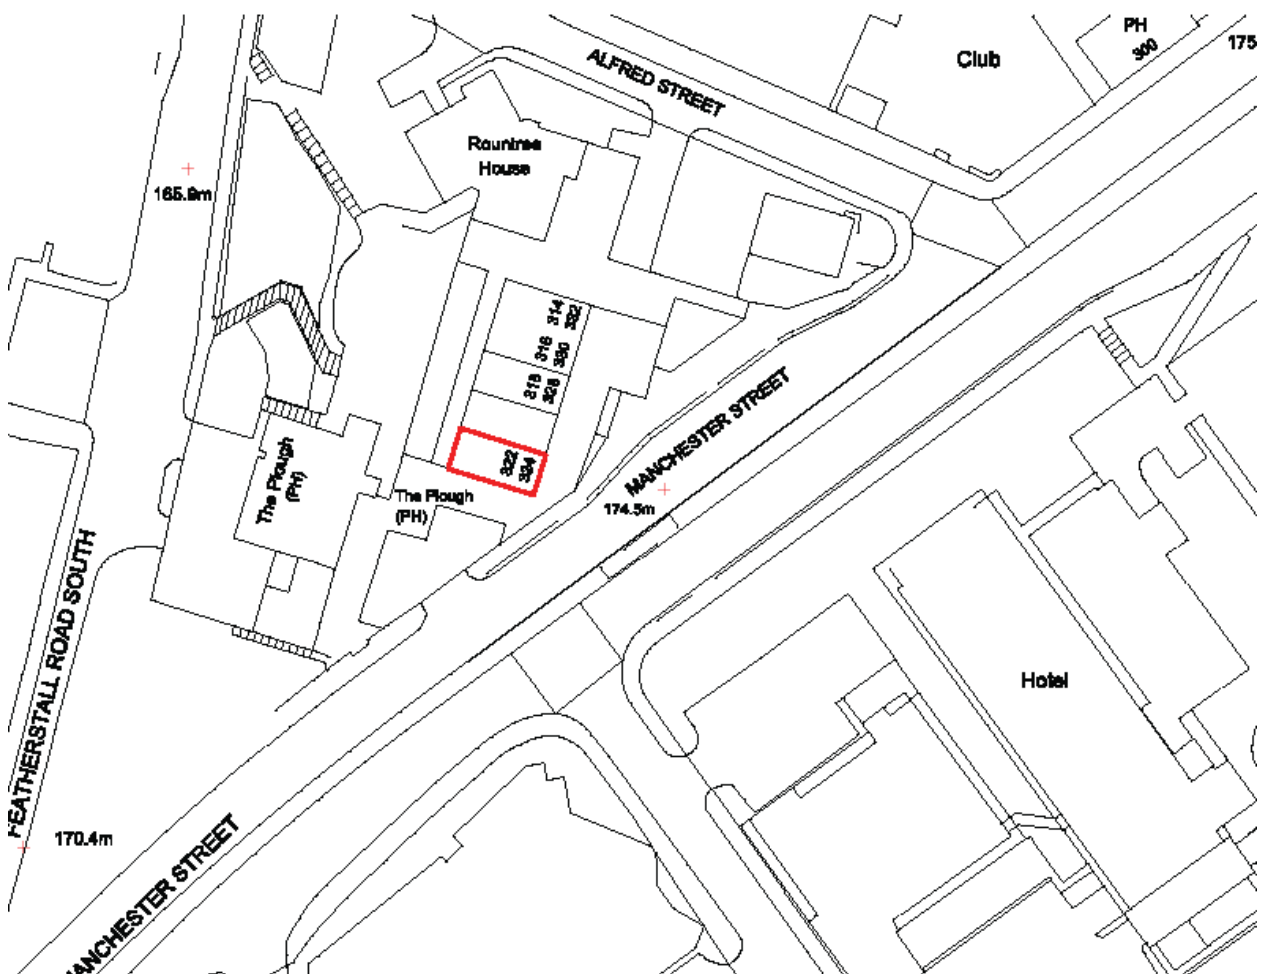 PH
300
175
Club
ALFRED STREET
Rountree
House
165.9m
314
332
316
330
318
328
322
324
MANCHESTER STREET
174.5m
The Plough
(PH)
The Plough
(PH)
FEATHERSTALL ROAD SOUTH
Hotel
170.4m
MANCHESTER STREET